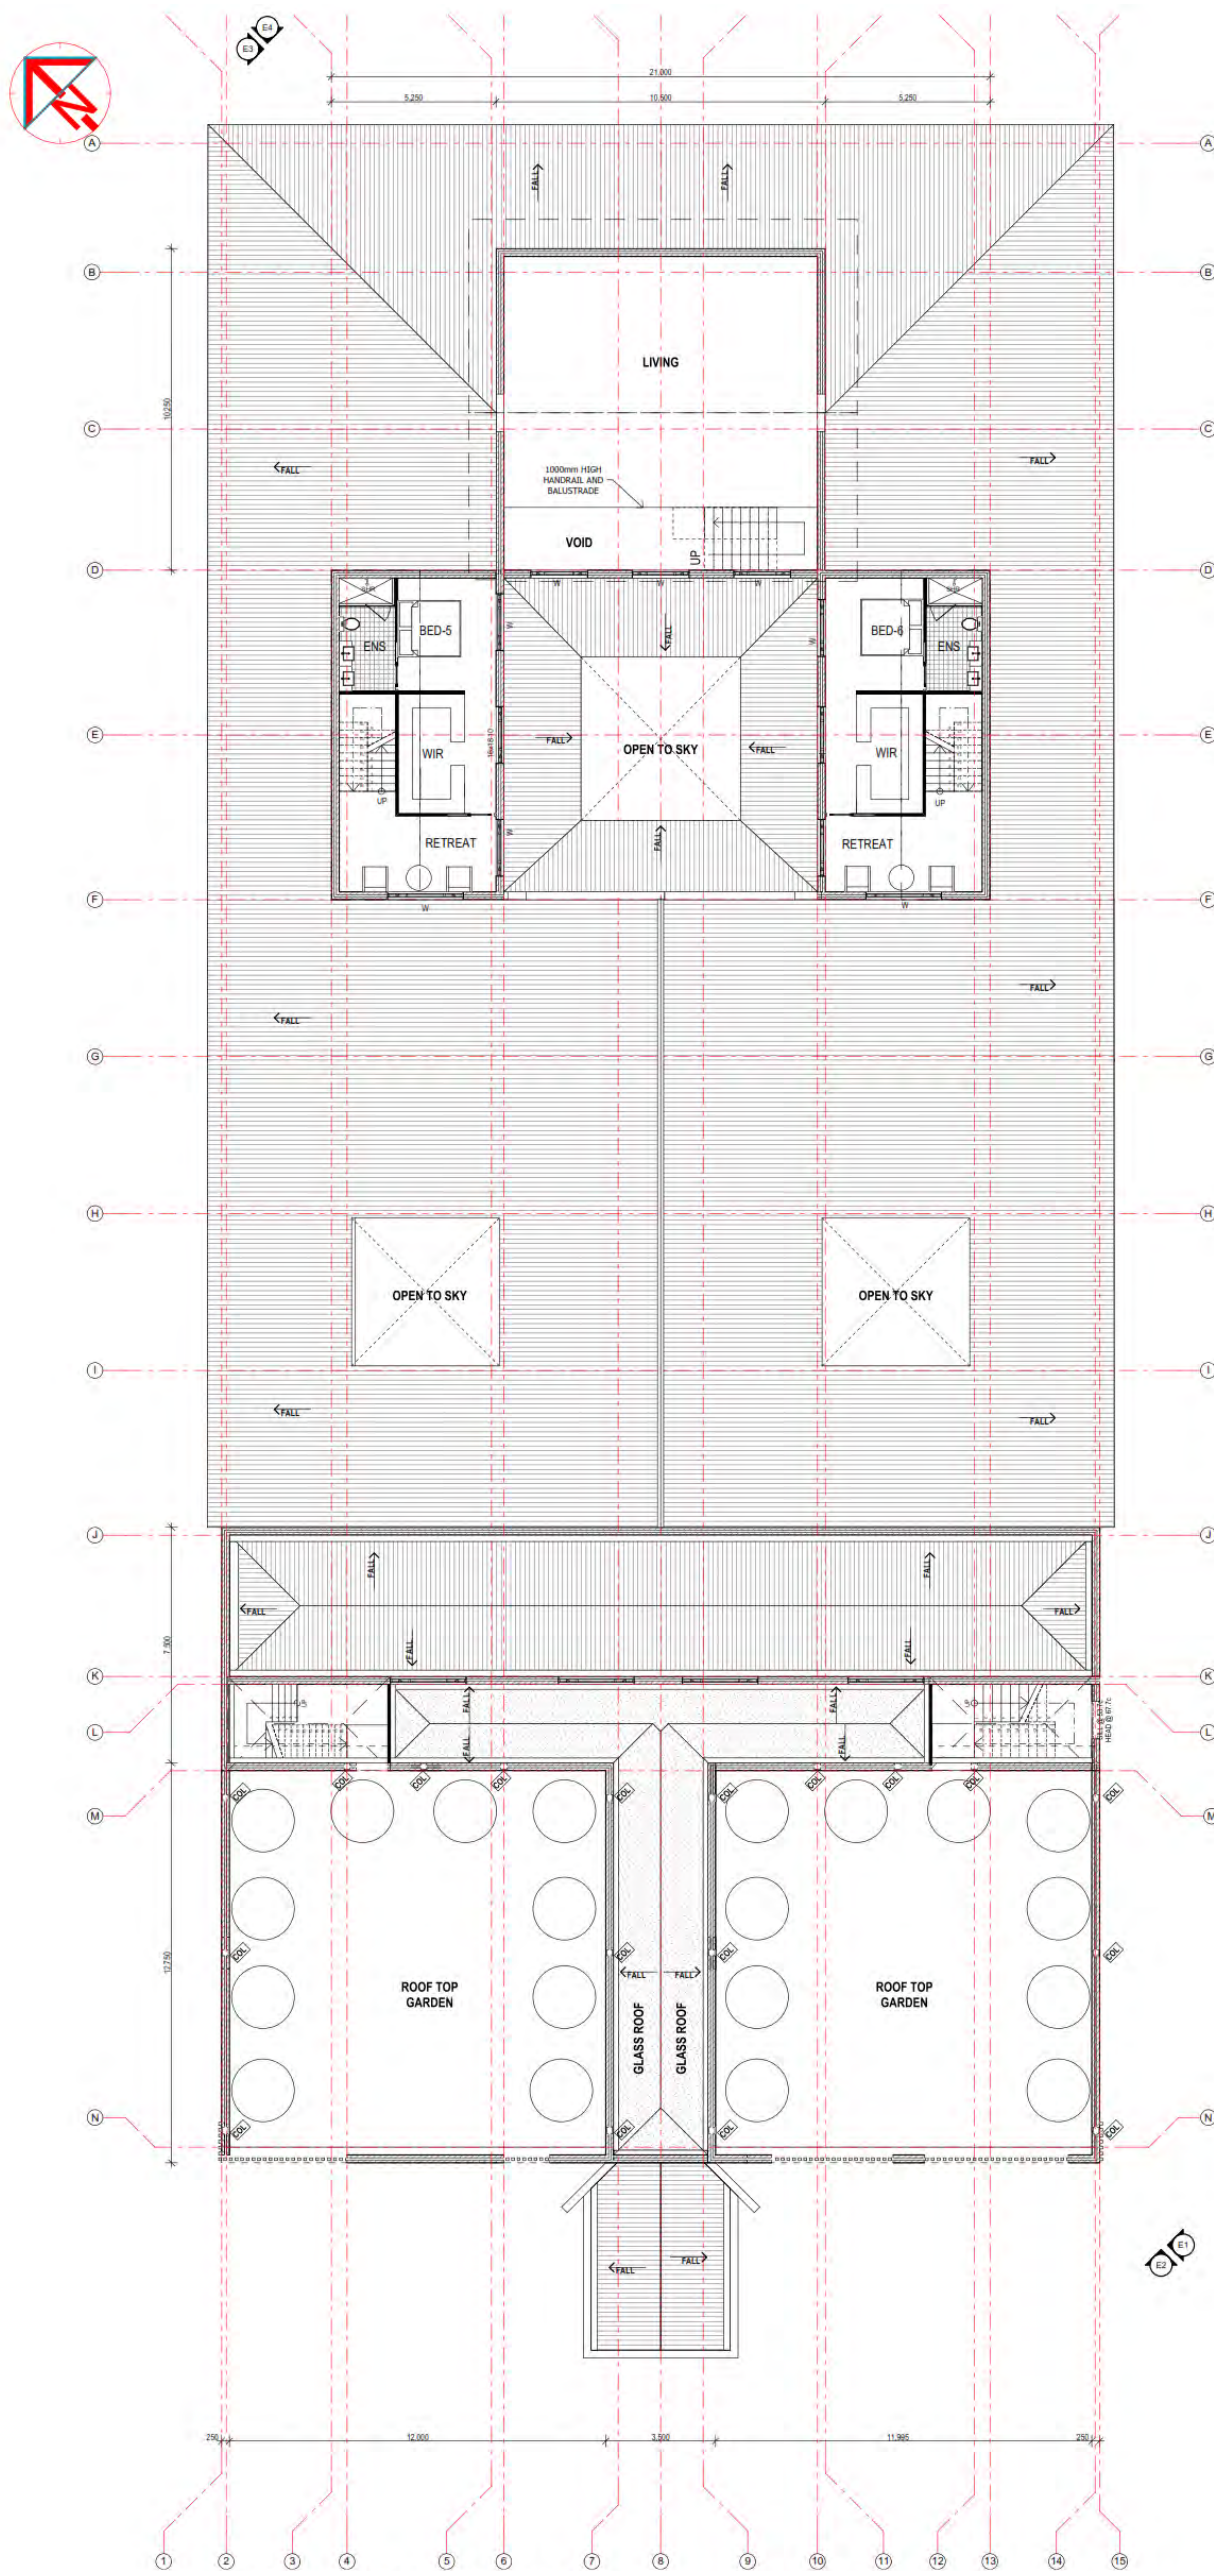 E4
E3
21.000
5.250
10.500
5.250
A
A
FALL
FALL
B
B
LIVING
10250
C
C
FALL
FALL
1000mm HIGH
HANDRAIL AND
BALUSTRADE
VOID
UP
D
D
W
W
W
BED-5
ENS
W
FALL
W
BED-6
ENS
E
E
WIR
FALL
OPEN TO SKY
FALL
WIR
UP
UP
RETREAT
W
FALL
RETREAT
F
F
W
W
FALL
FALL
G
G
H
H
OPEN TO SKY
OPEN TO SKY
I
I
FALL
FALL
J
J
FALL
FALL
FALL
FALL
7.500
FALL
FALL
K
K
L
L
HEAD @ 67.7c
FALL
FALL
COL
COL
COL
COL
COL
COL
M
M
COL
COL
COL
COL
12.750
COL
COL
COL
COL
FALL
FALL
ROOF TOP
GARDEN
ROOF TOP
GARDEN
GLASS ROOF
GLASS ROOF
N
N
COL
COL
COL
COL
E1
E2
FALL
FALL
250
12.000
3.500
11.995
250
1
2
3
4
5
6
7
8
9
10
11
12
13
14
15